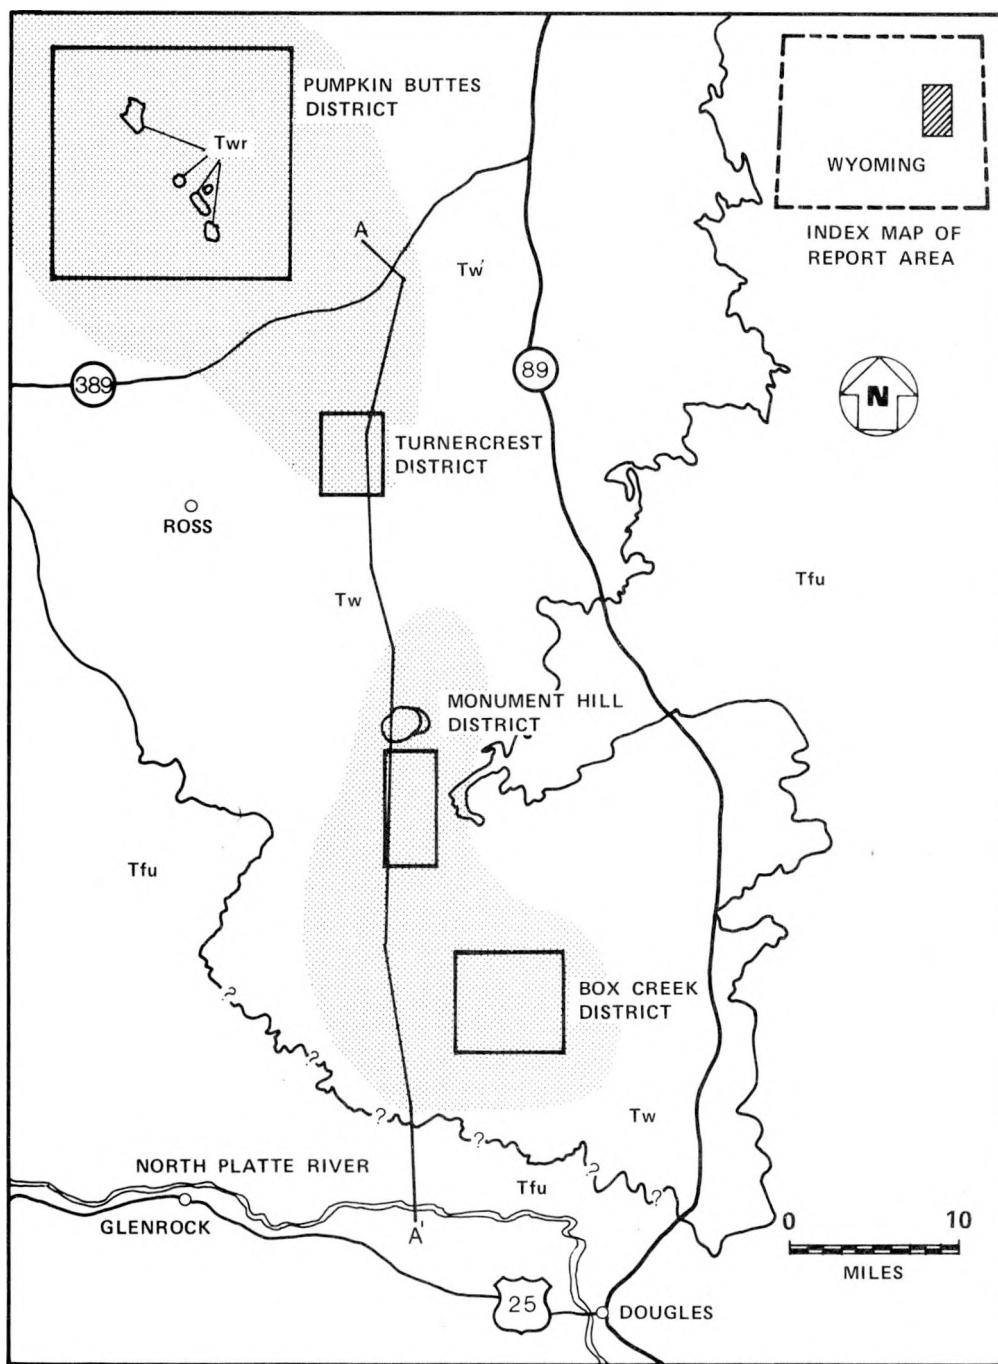 PUMPKIN BUTTES
DISTRICT
Twr
WYOMING
INDEX MAP OF
REPORT AREA
A
Tw'
389
89
N
TURNERCREST
DISTRICT
ROSS
Tfu
Tw
MONUMENT HILL
DISTRICT
Tfu
BOX CREEK
DISTRICT
?
?
?
?
?
?
Tw
NORTH PLATTE RIVER
Tfu
GLENROCK
A'
0 10
MILES
25
DOUGLES